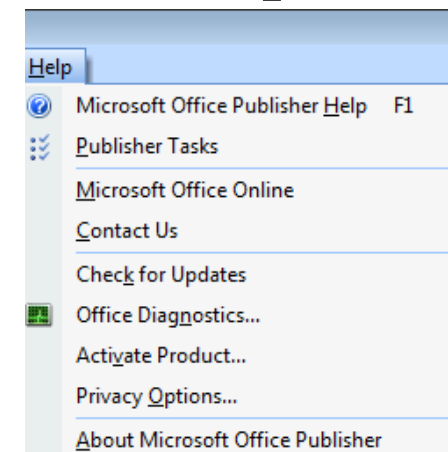 Help
Microsoft Office Publisher Help F1
Publisher Tasks
Microsoft Office Online
Contact Us
Check for Updates
Office Diagnostics...
Activate Product...
Privacy Options...
About Microsoft Office Publisher